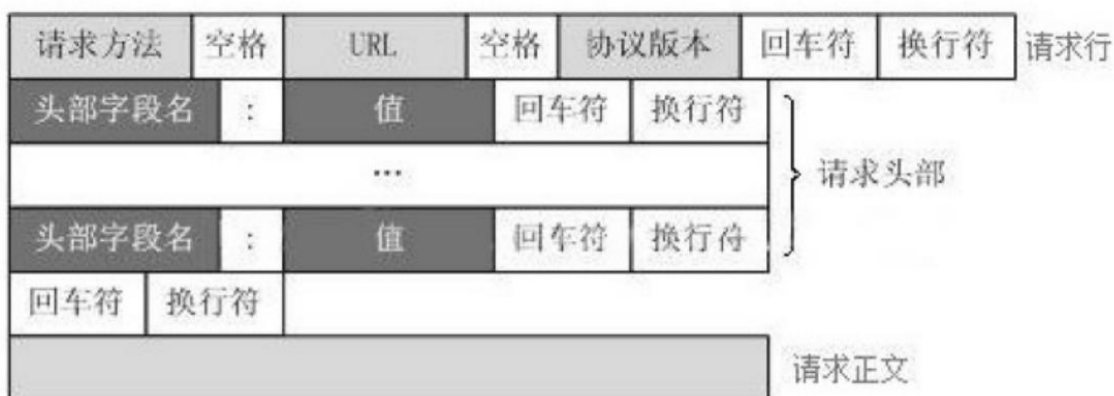 请求方法 空格 URL 空格 协议版本 回车符 换行符 请求行
头部字段名 : 值 回车符 换行符
... 请求头部
头部字段名 : 值 回车符 换行符
回车符 换行符
请求正文